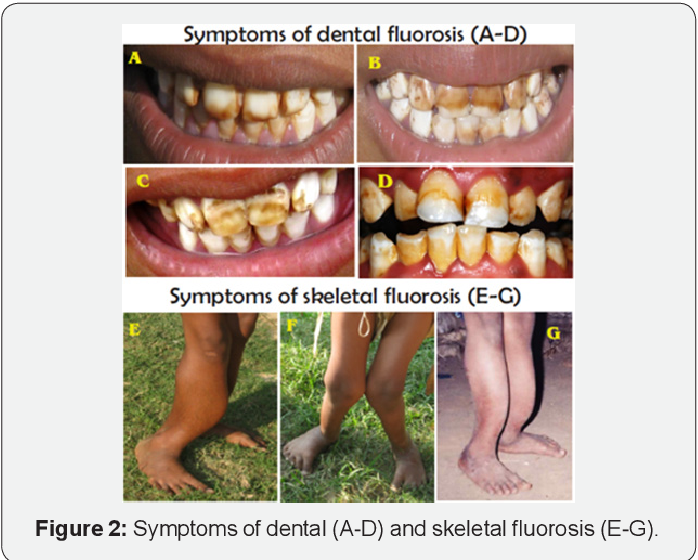 Symptoms of dental fluorosis (A-D)
A
B
C
D
Symptoms of skeletal fluorosis (E-G)
E
F
G
Figure 2: Symptoms of dental (A-D) and skeletal fluorosis (E-G).